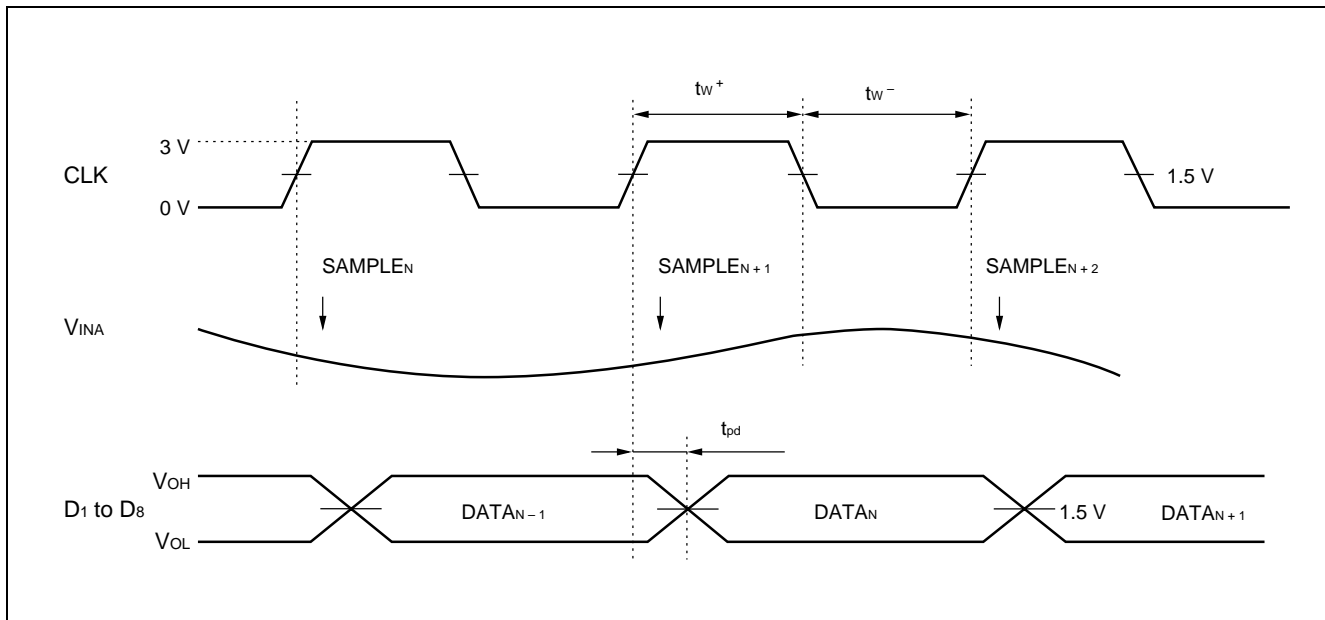 tW+ tW−
3 V
CLK
1.5 V
0 V
SAMPLEN SAMPLEN + 1 SAMPLEN + 2
VINA
tpd
VOH
D1 to D8 DATAN − 1 DATAN 1.5 V DATAN + 1
VOL